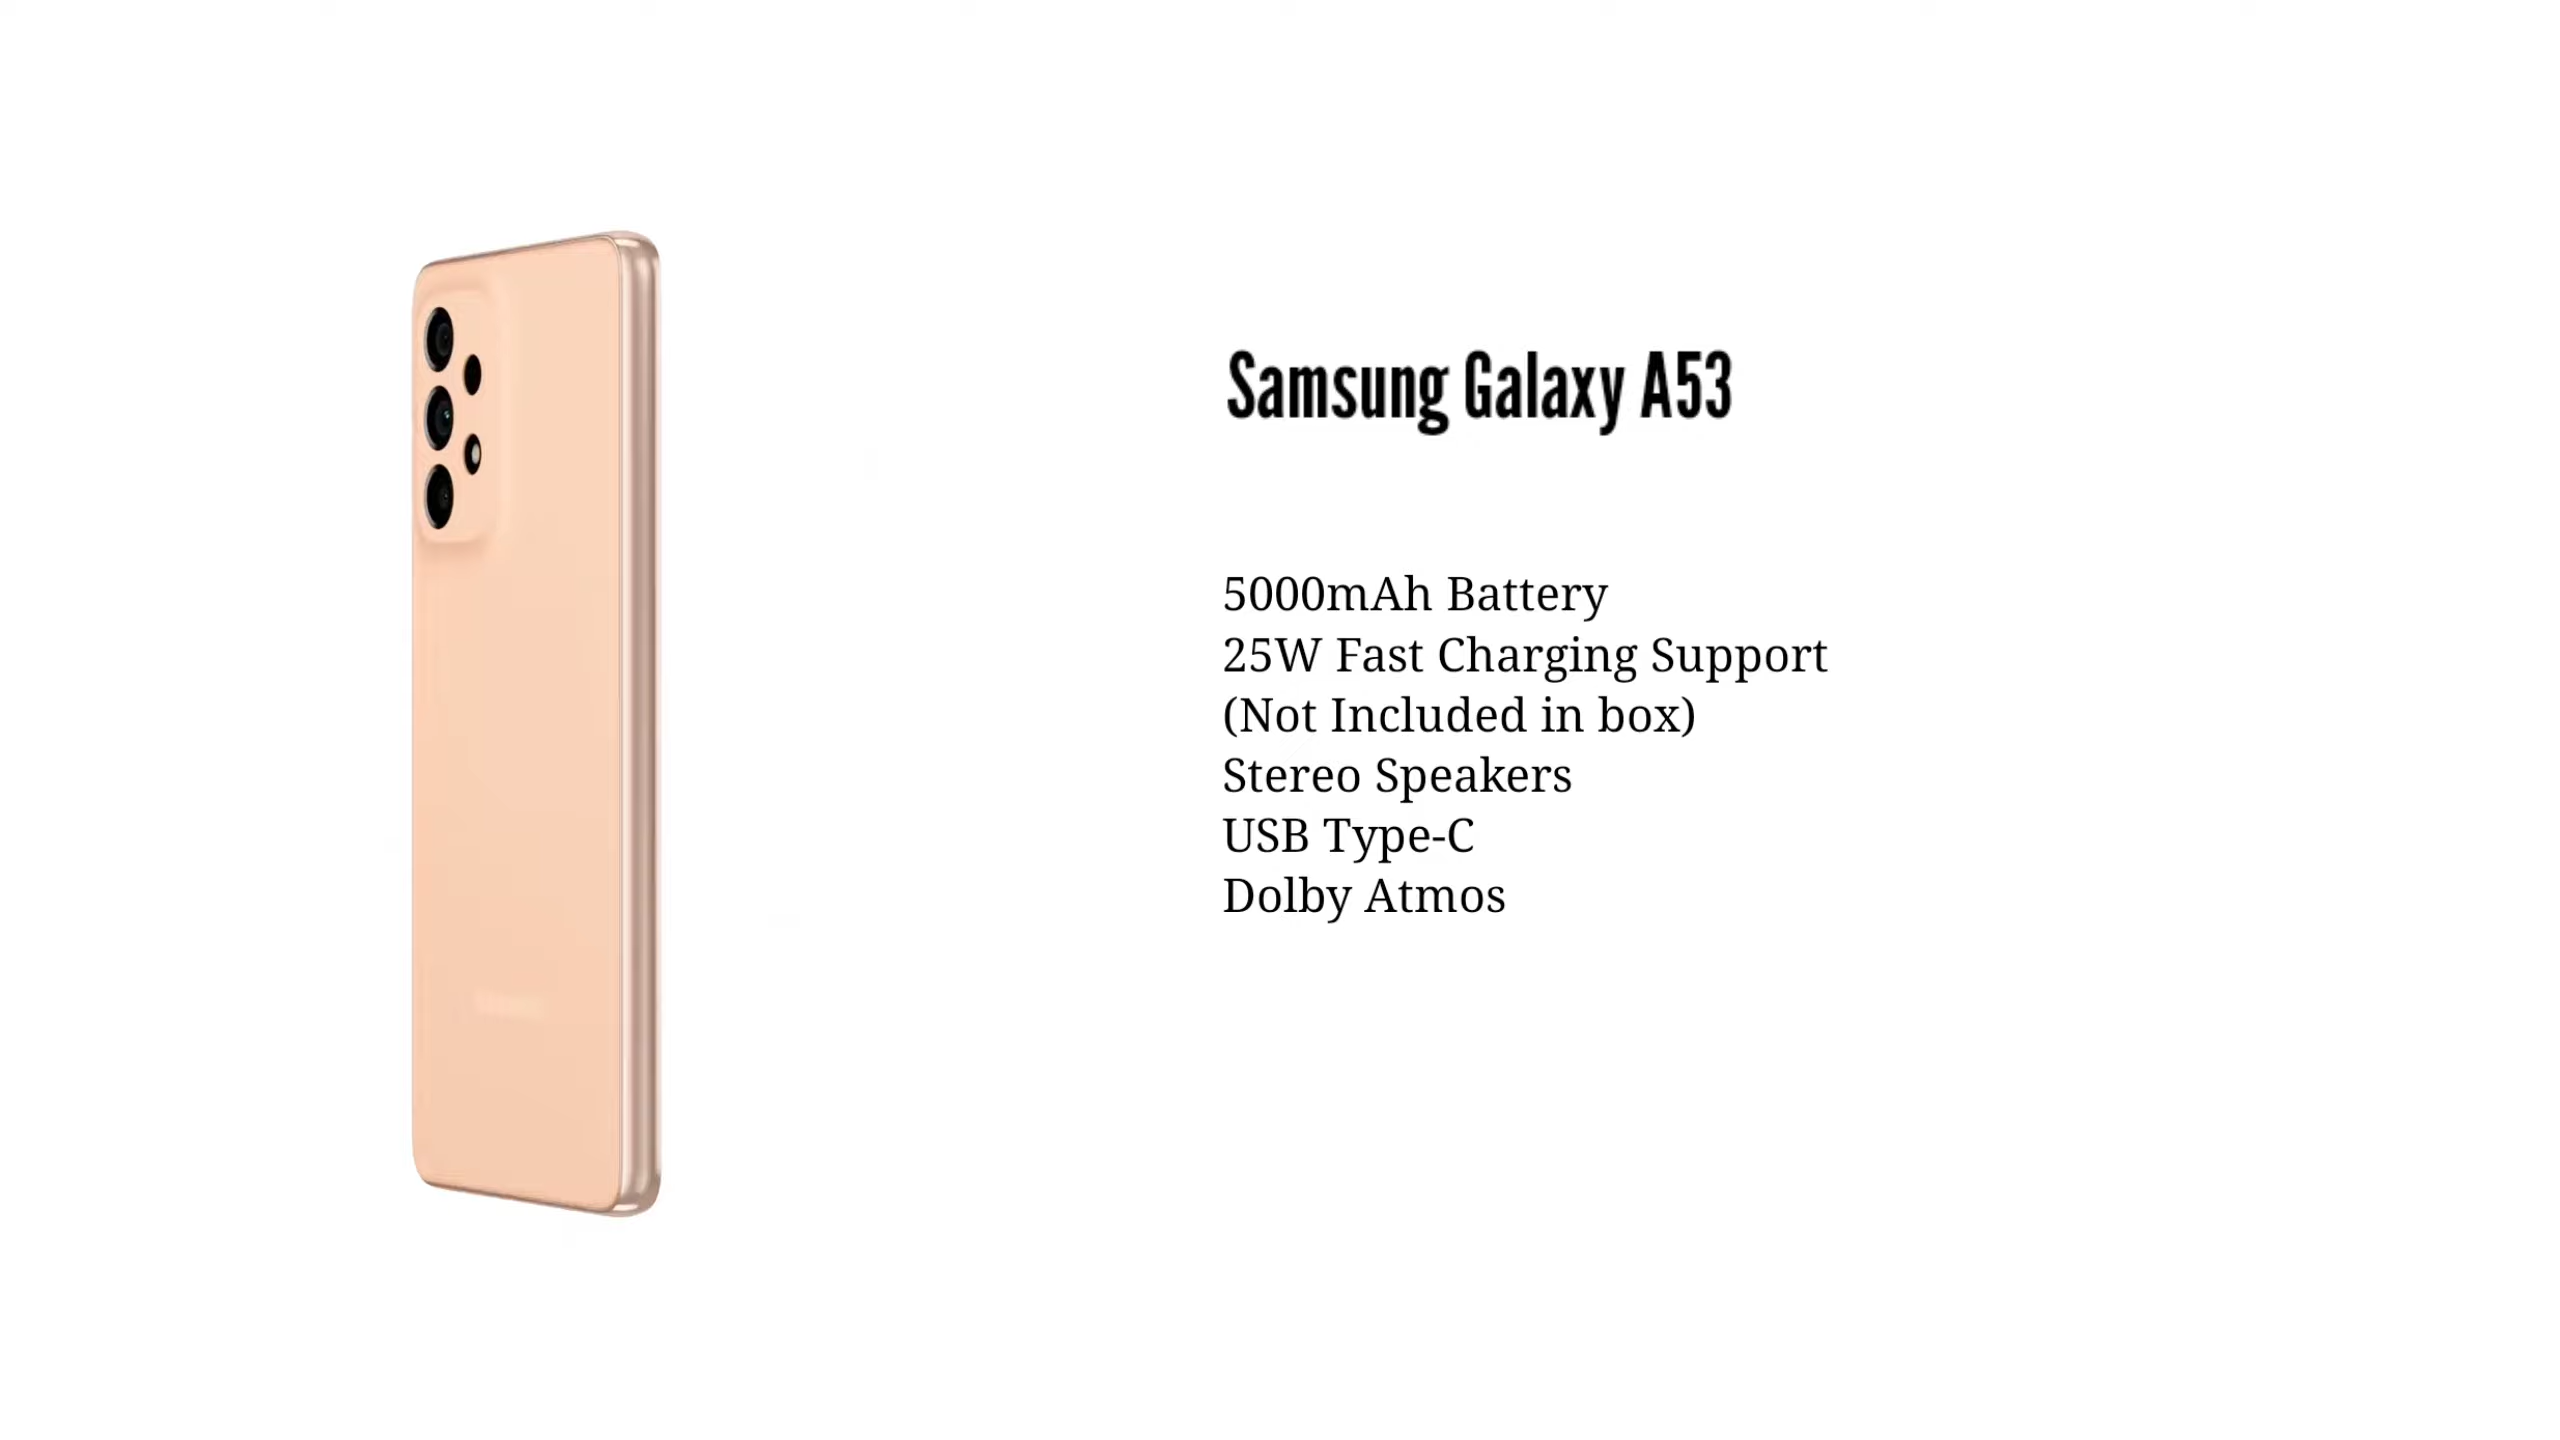 Samsung Galaxy A53
5000mAh Battery
25W Fast Charging Support
(Not Included in box)
Stereo Speakers
USB Type-C
Dolby Atmos